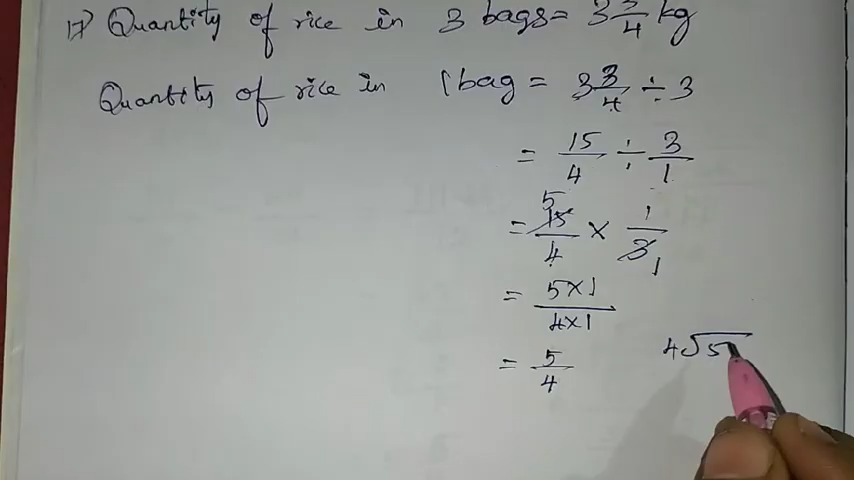 17) Quantity of rice in 3 bags = 3 3/4 kg
Quantity of rice in 1 bag = 3 3/4 ÷ 3
= 15/4 ÷ 3/1
= 15/4 × 1/3
5 1
= 5×1/4×1
= 5/4
4√5